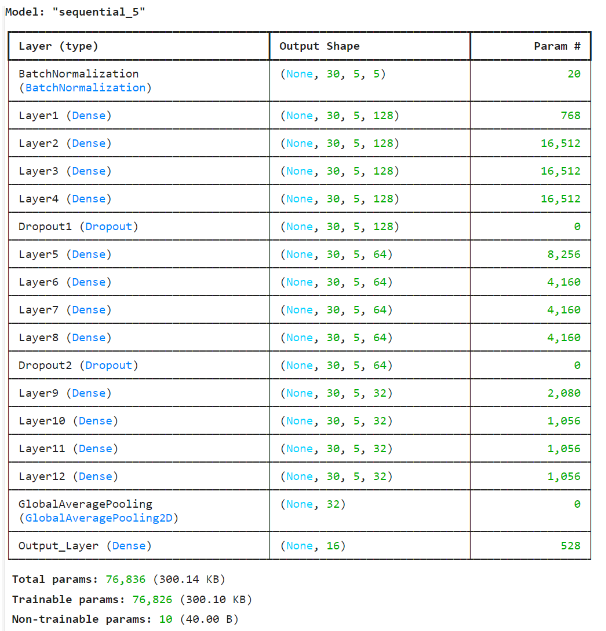 Model: "sequential_5"
Layer (type) Output Shape Param #
BatchNormalization (None, 30, 5, 5) 20
(BatchNormalization)
Layer1 (Dense) (None, 30, 5, 128) 768
Layer2 (Dense) (None, 30, 5, 128) 16,512
Layer3 (Dense) (None, 30, 5, 128) 16,512
Layer4 (Dense) (None, 30, 5, 128) 16,512
Dropout1 (Dropout) (None, 30, 5, 128) 0
Layer5 (Dense) (None, 30, 5, 64) 8,256
Layer6 (Dense) (None, 30, 5, 64) 4,160
Layer7 (Dense) (None, 30, 5, 64) 4,160
Layer8 (Dense) (None, 30, 5, 64) 4,160
Dropout2 (Dropout) (None, 30, 5, 64) 0
Layer9 (Dense) (None, 30, 5, 32) 2,080
Layer10 (Dense) (None, 30, 5, 32) 1,056
Layer11 (Dense) (None, 30, 5, 32) 1,056
Layer12 (Dense) (None, 30, 5, 32) 1,056
GlobalAveragePooling (None, 32) 0
(GlobalAveragePooling2D)
Output_Layer (Dense) (None, 16) 528
Total params: 76,836 (300.14 KB)
Trainable params: 76,826 (300.10 KB)
Non-trainable params: 10 (40.00 B)